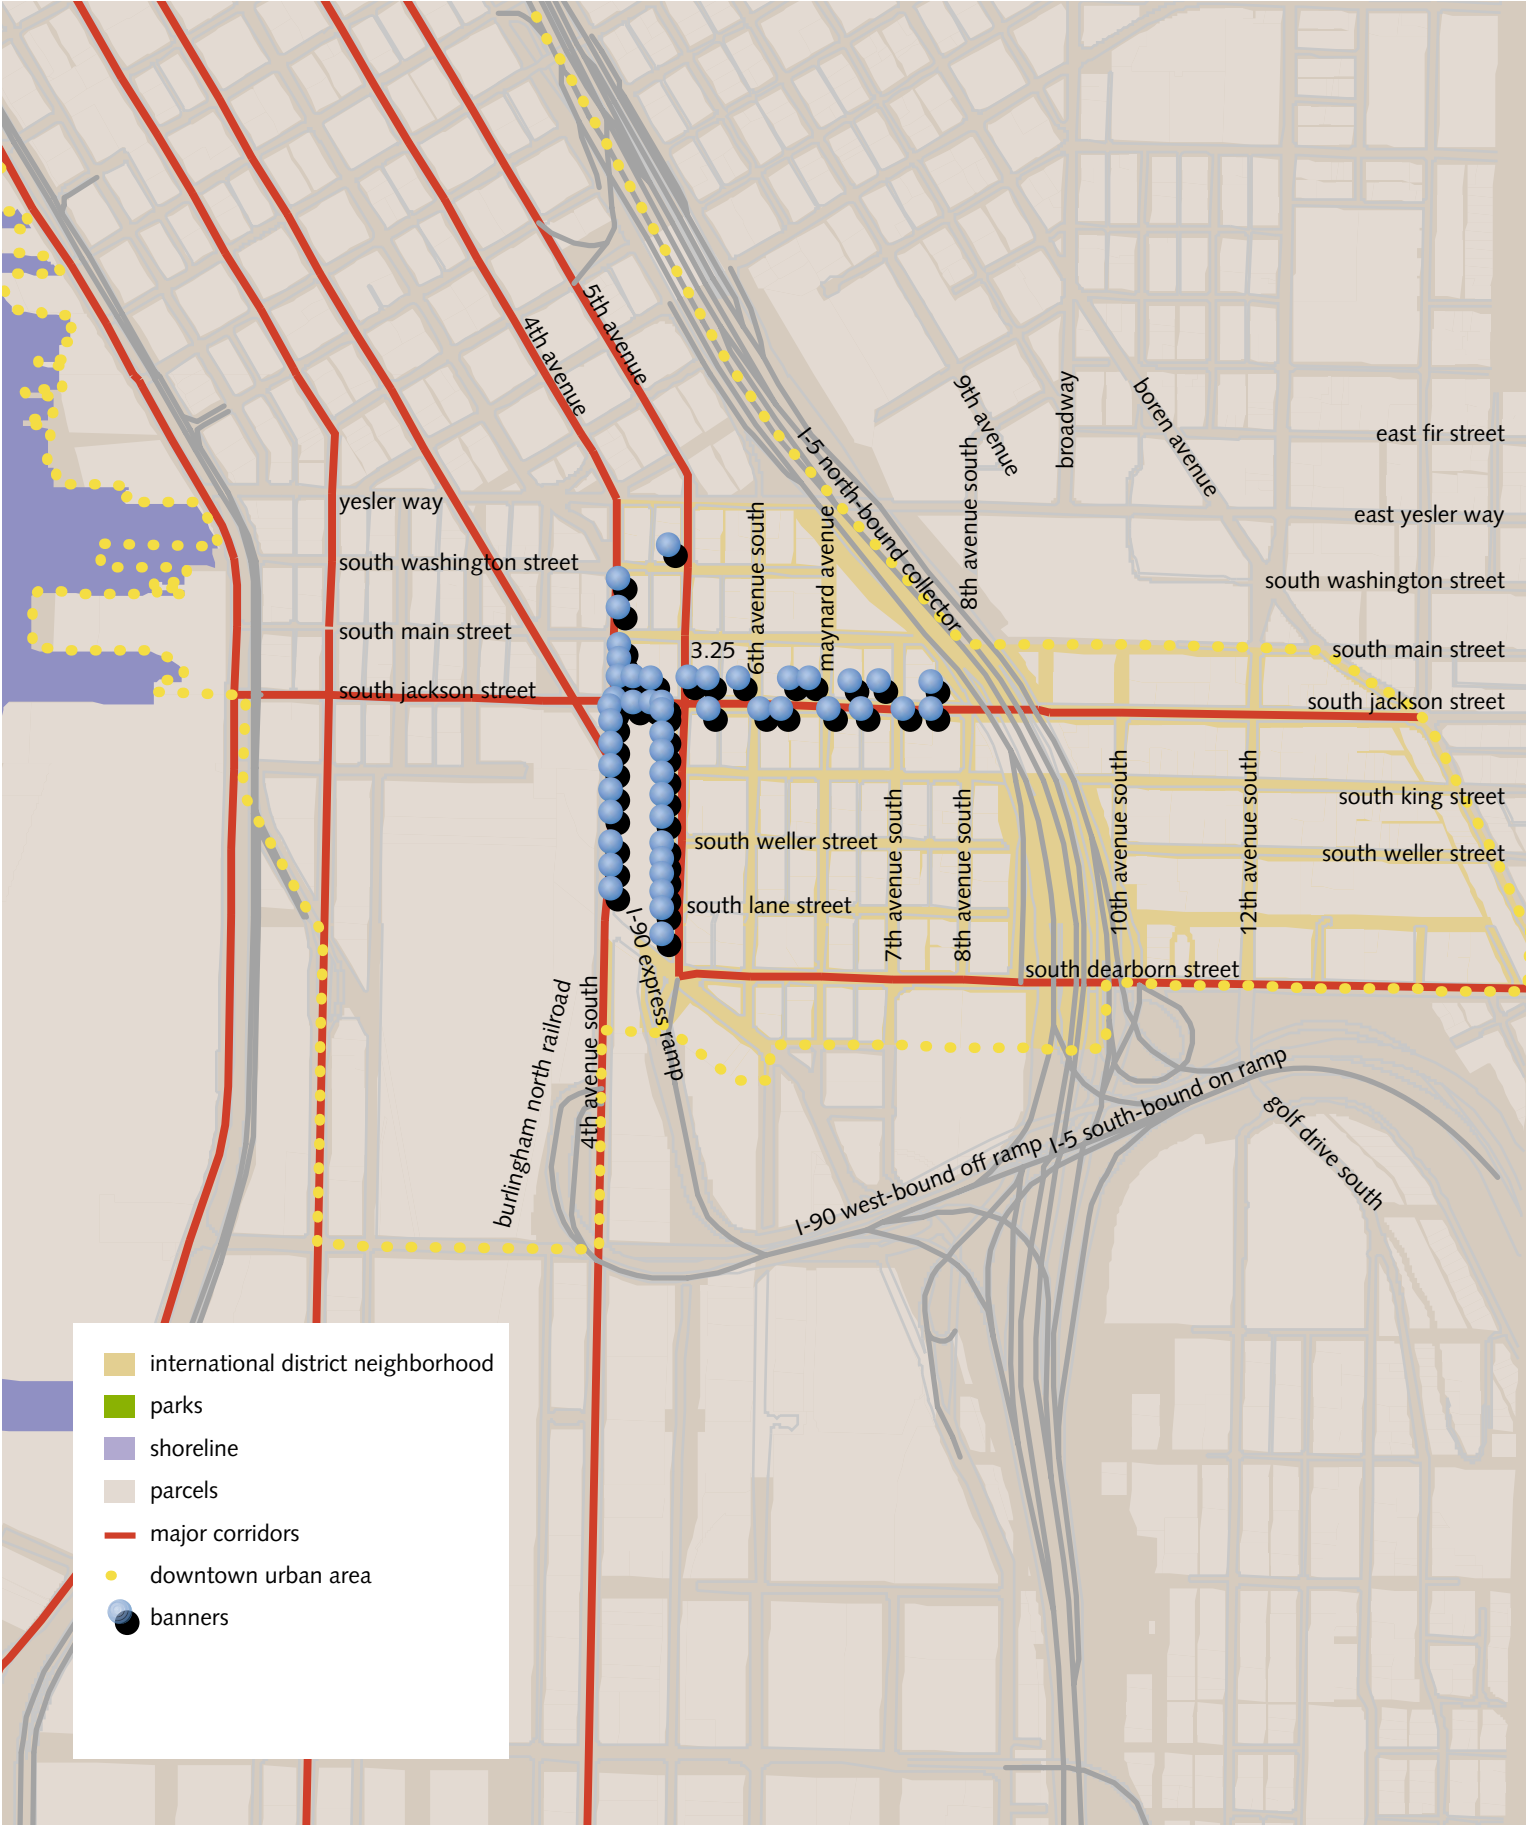 5th avenue
4th avenue
9th avenue
broadway
boren avenue
I-5 north-bound collector
8th avenue south
east fir street
yesler way
6th avenue south
maynard avenue
east yesler way
south washington street
south washington street
south main street
3.25
south main street
south jackson street
south jackson street
10th avenue south
12th avenue south
south king street
south weller street
7th avenue south
8th avenue south
south weller street
south lane street
I-90 express ramp
south dearborn street
burlingham north railroad
4th avenue south
I-90 west-bound off ramp
I-5 south-bound on ramp
golf drive south
international district neighborhood
parks
shoreline
parcels
major corridors
downtown urban area
banners